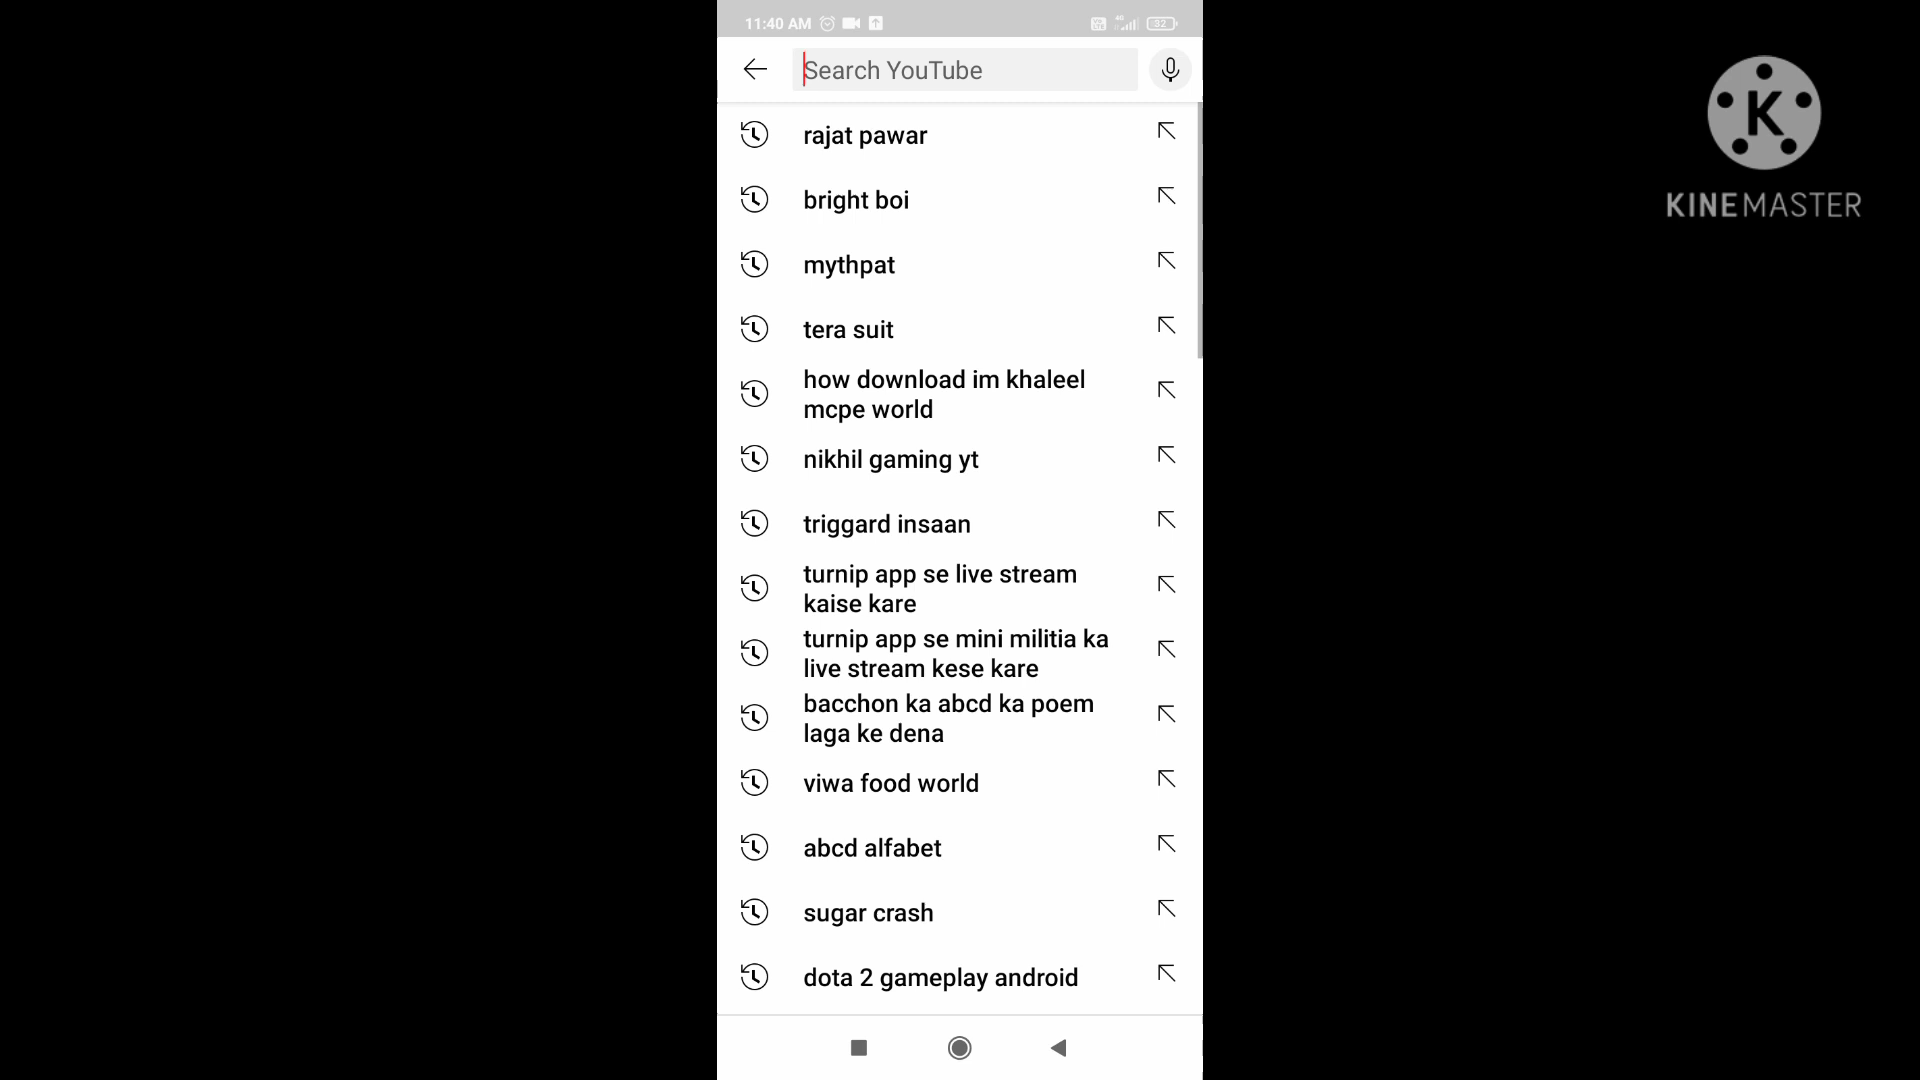 11:40 AM
4G
32
Search YouTube
rajat pawar
bright boi
mythpat
tera suit
how download im khaleel
mcpe world
nikhil gaming yt
triggard insaan
turnip app se live stream
kaise kare
turnip app se mini militia ka
live stream kese kare
bacchon ka abcd ka poem
laga ke dena
viwa food world
abcd alfabet
sugar crash
dota 2 gameplay android
K
KINEMASTER